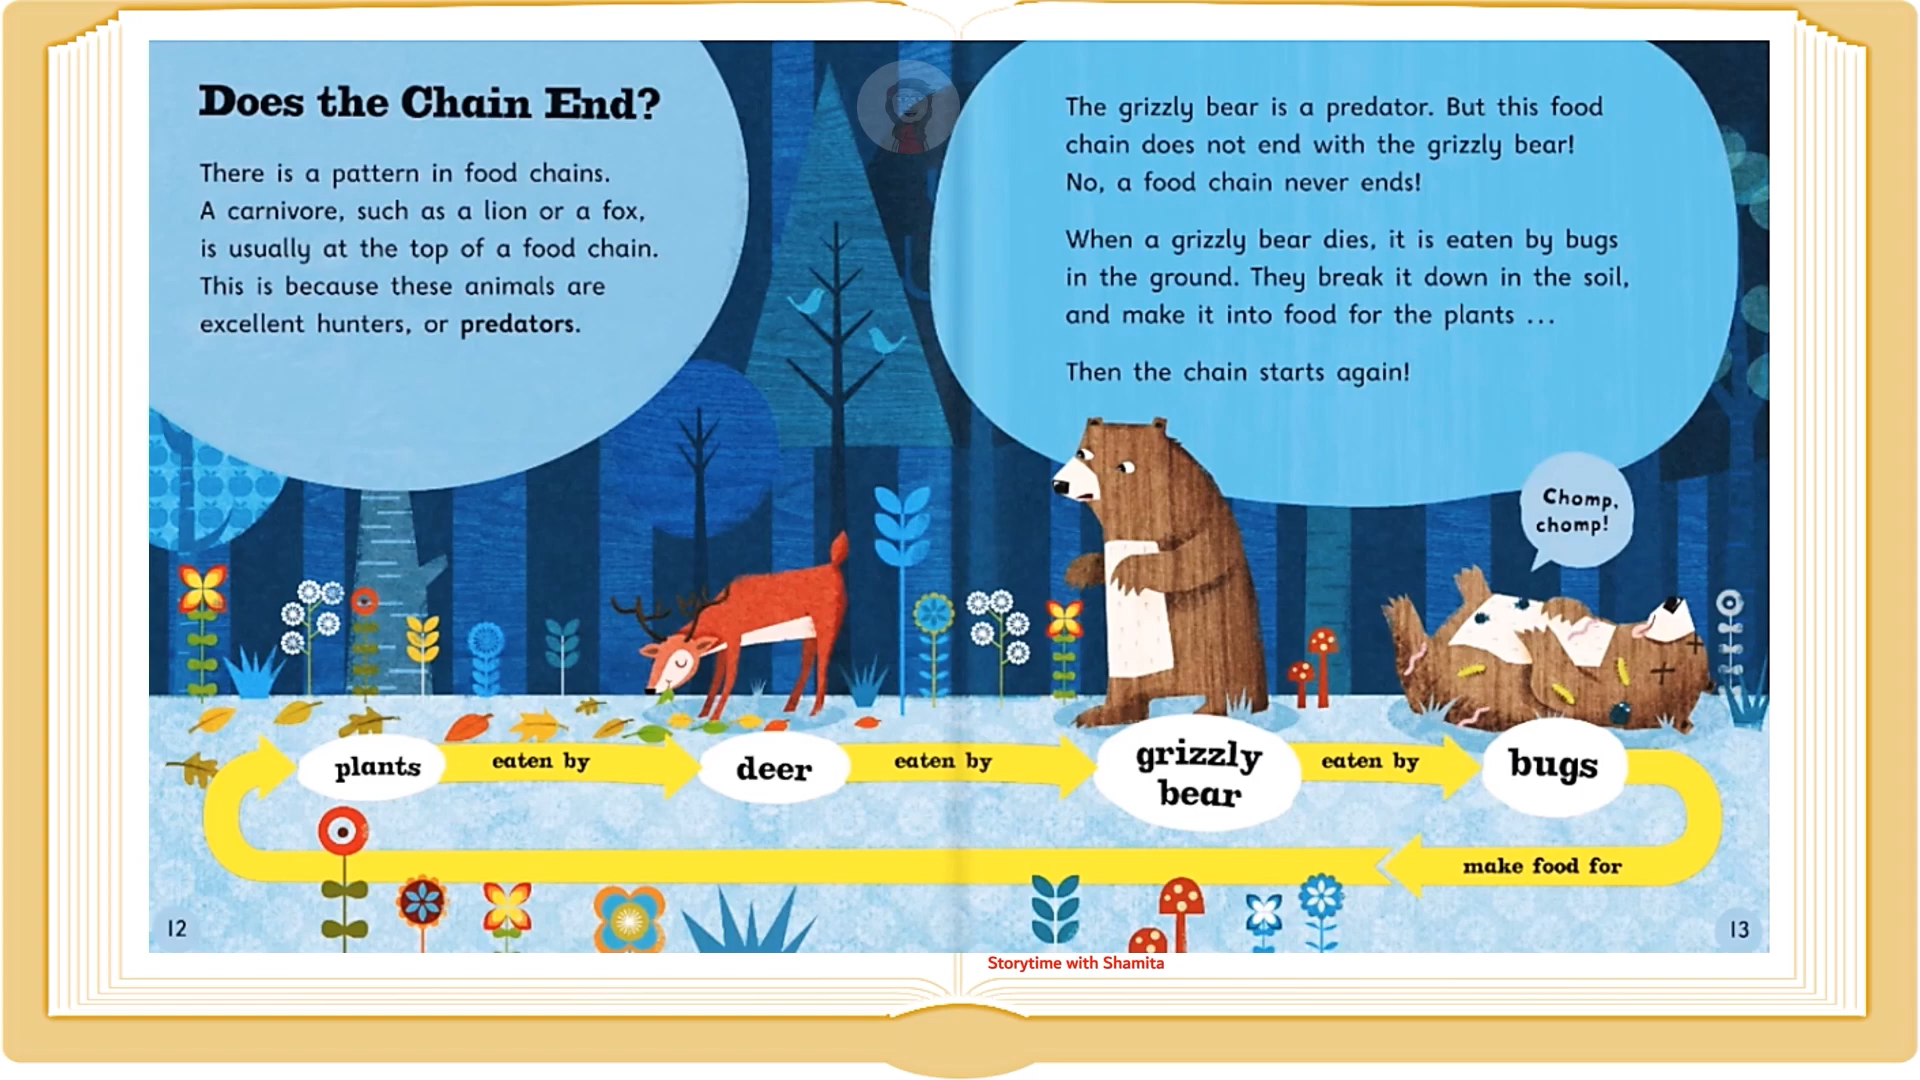 Does the Chain End?
There is a pattern in food chains.
A carnivore, such as a lion or a fox,
is usually at the top of a food chain.
This is because these animals are
excellent hunters, or predators.
The grizzly bear is a predator. But this food
chain does not end with the grizzly bear!
No, a food chain never ends!
When a grizzly bear dies, it is eaten by bugs
in the ground. They break it down in the soil,
and make it into food for the plants ...
Then the chain starts again!
Chomp,
chomp!
plants
eaten by
deer
eaten by
grizzly
bear
eaten by
bugs
make food for
12
13
Storytime with Shamita